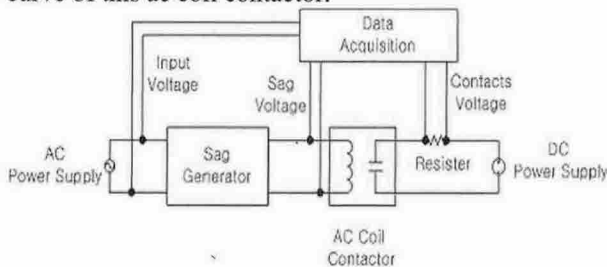 curve of this ac coil contactor.
Data
Acquisition
Input
Voltage
Sag
Voltage
Contacts
Voltage
AC
Power Supply
Sag
Generator
Resister
DC
Power Supply
AC Coil
Contactor